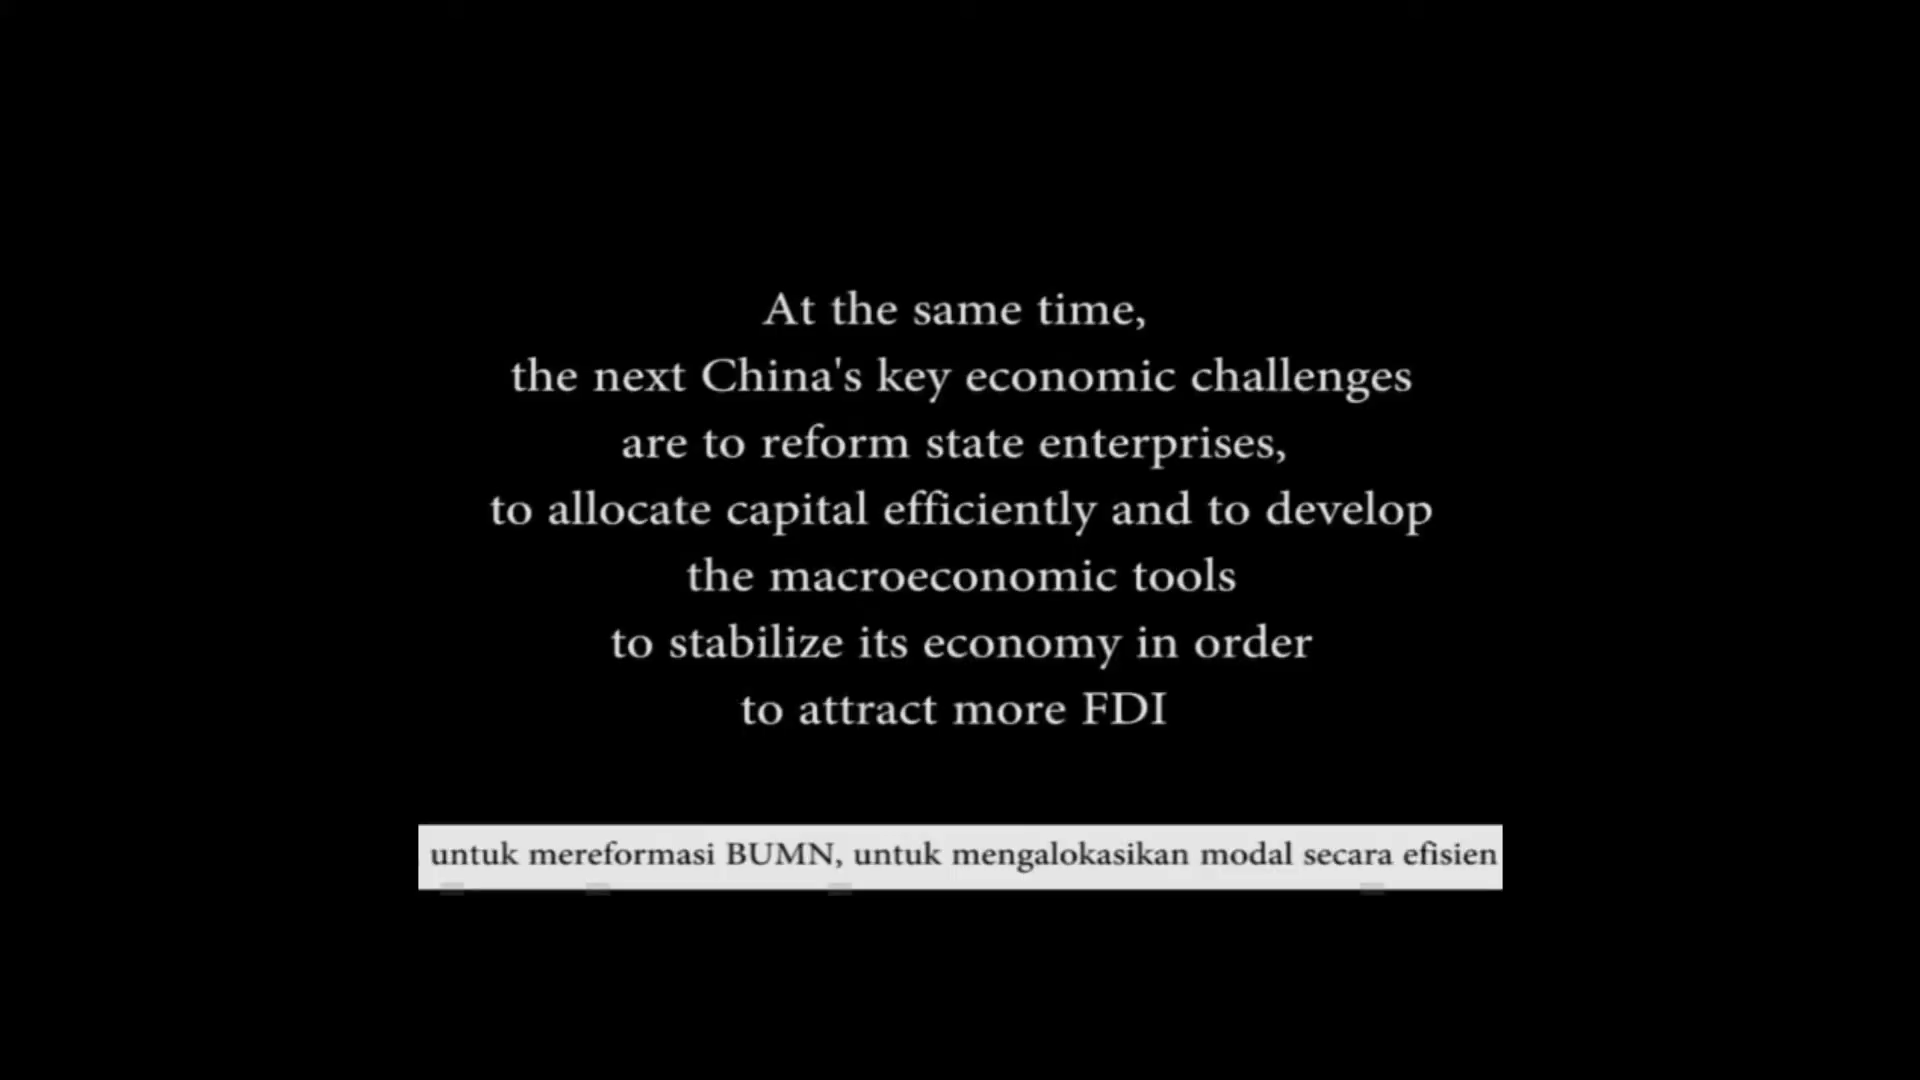 At the same time,
the next China's key economic challenges
are to reform state enterprises,
to allocate capital efficiently and to develop
the macroeconomic tools
to stabilize its economy in order
to attract more FDI
untuk mereformasi BUMN, untuk mengalokasikan modal secara efisien